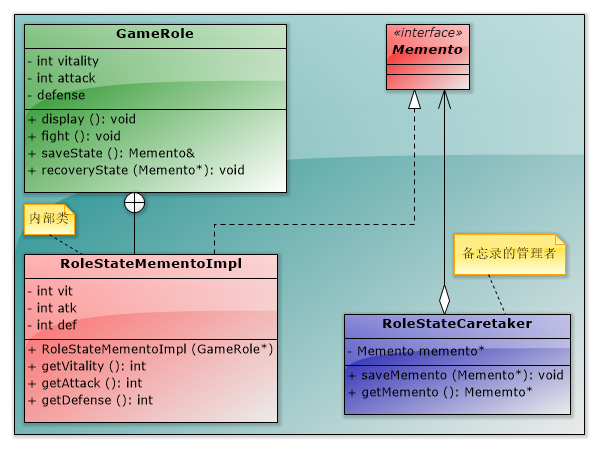 GameRole
- int vitality
- int attack
- defense
+ display (): void
+ fight (): void
+ saveState (): Memento&
+ recoveryState (Memento*): void
«interface»
Memento
内部类
RoleStateMementoImpl
- int vit
- int atk
- int def
+ RoleStateMementoImpl (GameRole*)
+ getVitality (): int
+ getAttack (): int
+ getDefense (): int
备忘录的管理者
RoleStateCaretaker
- Memento memento*
+ saveMemento (Memento*): void
+ getMemento (): Mememto*